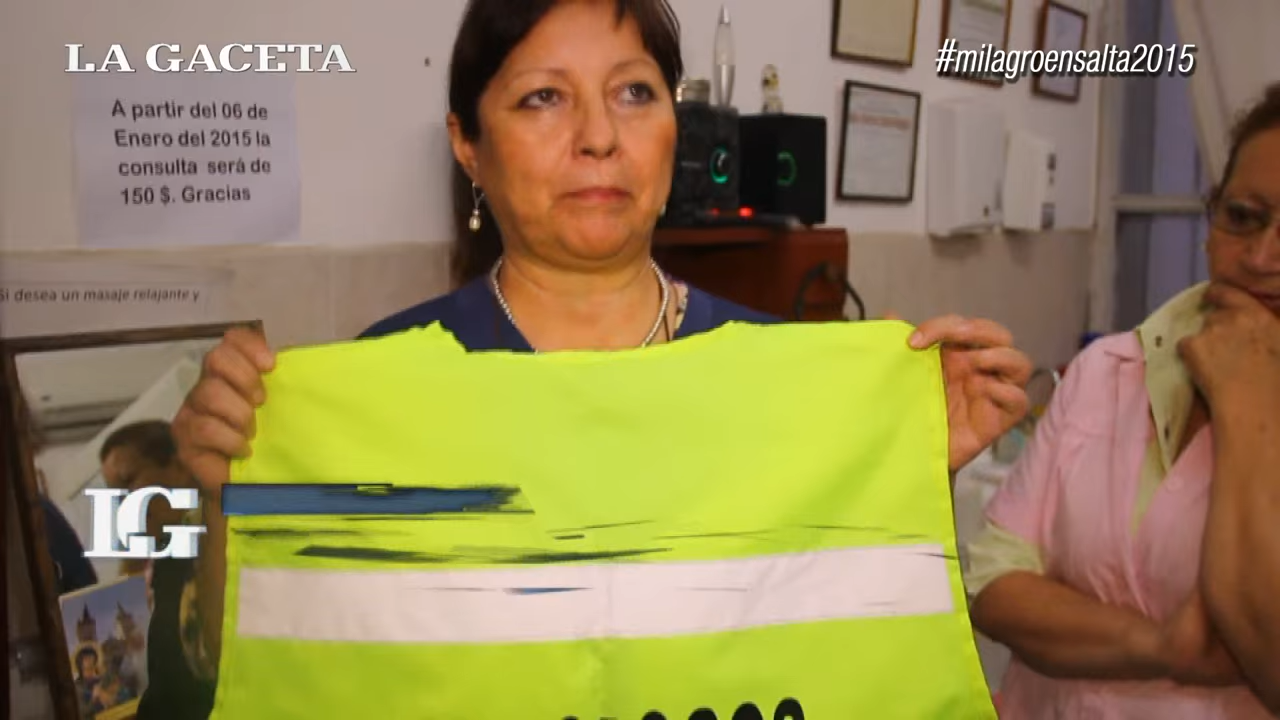 LA GACETA
#milagroensalta2015
A partir del 06 de
Enero del 2015 la
consulta será de
150 $. Gracias
Si desea un masaje relajante y
LG